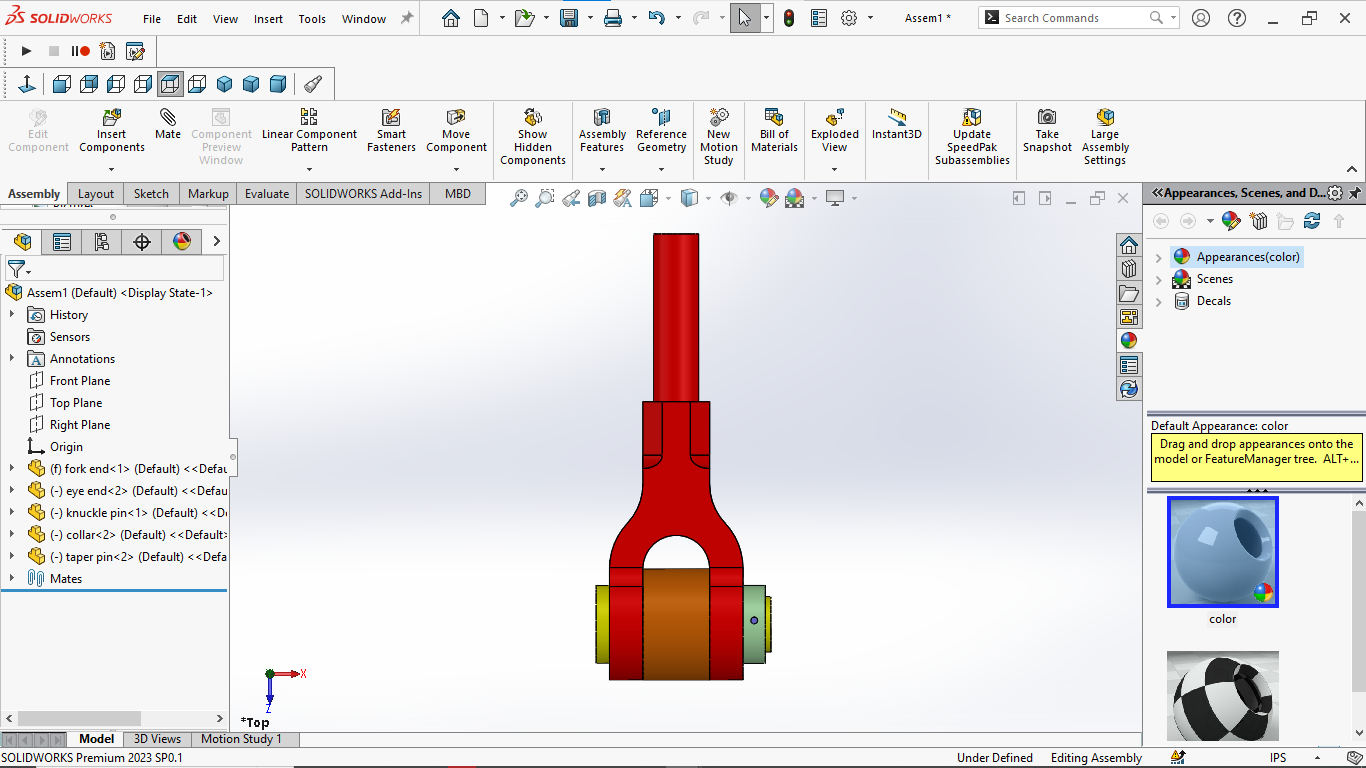 SOLIDWORKS File Edit View Insert Tools Window Assem1 * Search Commands
Edit Component
Insert Components
Mate
Component Preview Window
Linear Component Pattern
Smart Fasteners
Move Component
Show Hidden Components
Assembly Features
Reference Geometry
New Motion Study
Bill of Materials
Exploded View
Instant3D
Update SpeedPak Subassemblies
Take Snapshot
Large Assembly Settings
Assembly Layout Sketch Markup Evaluate SOLIDWORKS Add-Ins MBD
Assem1 (Default) <Display State-1>
History
Sensors
Annotations
Front Plane
Top Plane
Right Plane
Origin
(f) fork end<1> (Default) <<Defau
(-) eye end<2> (Default) <<Defau
(-) knuckle pin<1> (Default) <<D
(-) collar<2> (Default) <<Default>
(-) taper pin<2> (Default) <<Defa
Mates
X
Z
*Top
Appearances, Scenes, and D...
Appearances(color)
Scenes
Decals
Default Appearance: color
Drag and drop appearances onto the
model or FeatureManager tree. ALT+...
color
Model 3D Views Motion Study 1
SOLIDWORKS Premium 2023 SP0.1 Under Defined Editing Assembly IPS